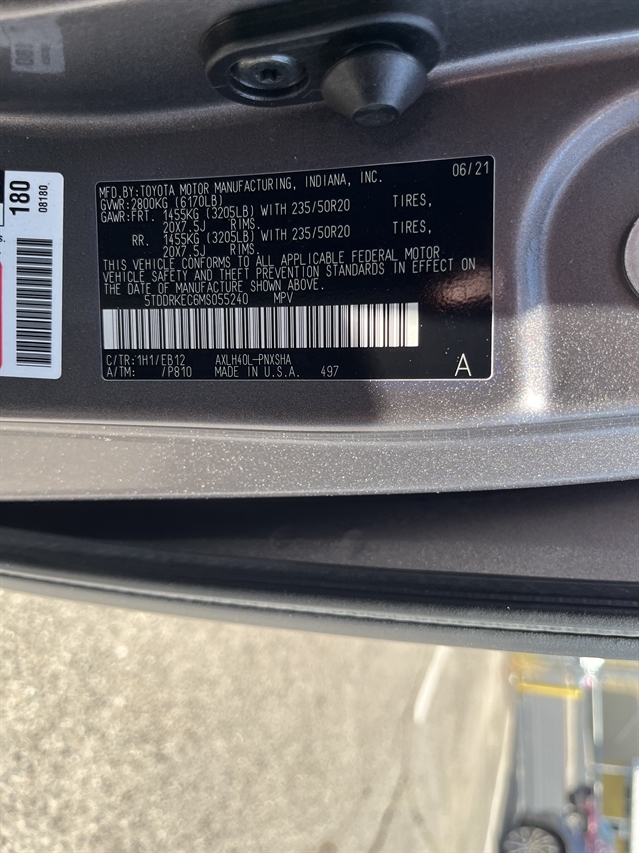 180
08180
s.
MFD.BY:TOYOTA MOTOR MANUFACTURING, INDIANA, INC. 06/21
GVWR:2800KG (6170LB)
GAWR:FRT. 1455KG (3205LB) WITH 235/50R20 TIRES,
20X7.5J RIMS.
RR. 1455KG (3205LB) WITH 235/50R20 TIRES,
20X7.5J RIMS.
THIS VEHICLE CONFORMS TO ALL APPLICABLE FEDERAL MOTOR
VEHICLE SAFETY AND THEFT PREVENTION STANDARDS IN EFFECT ON
THE DATE OF MANUFACTURE SHOWN ABOVE.
5TDDRKEC6MS055240 MPV
C/TR:1H1/EB12 AXLH40L-PNXSHA
A/TM: /P810 MADE IN U.S.A. 497
A